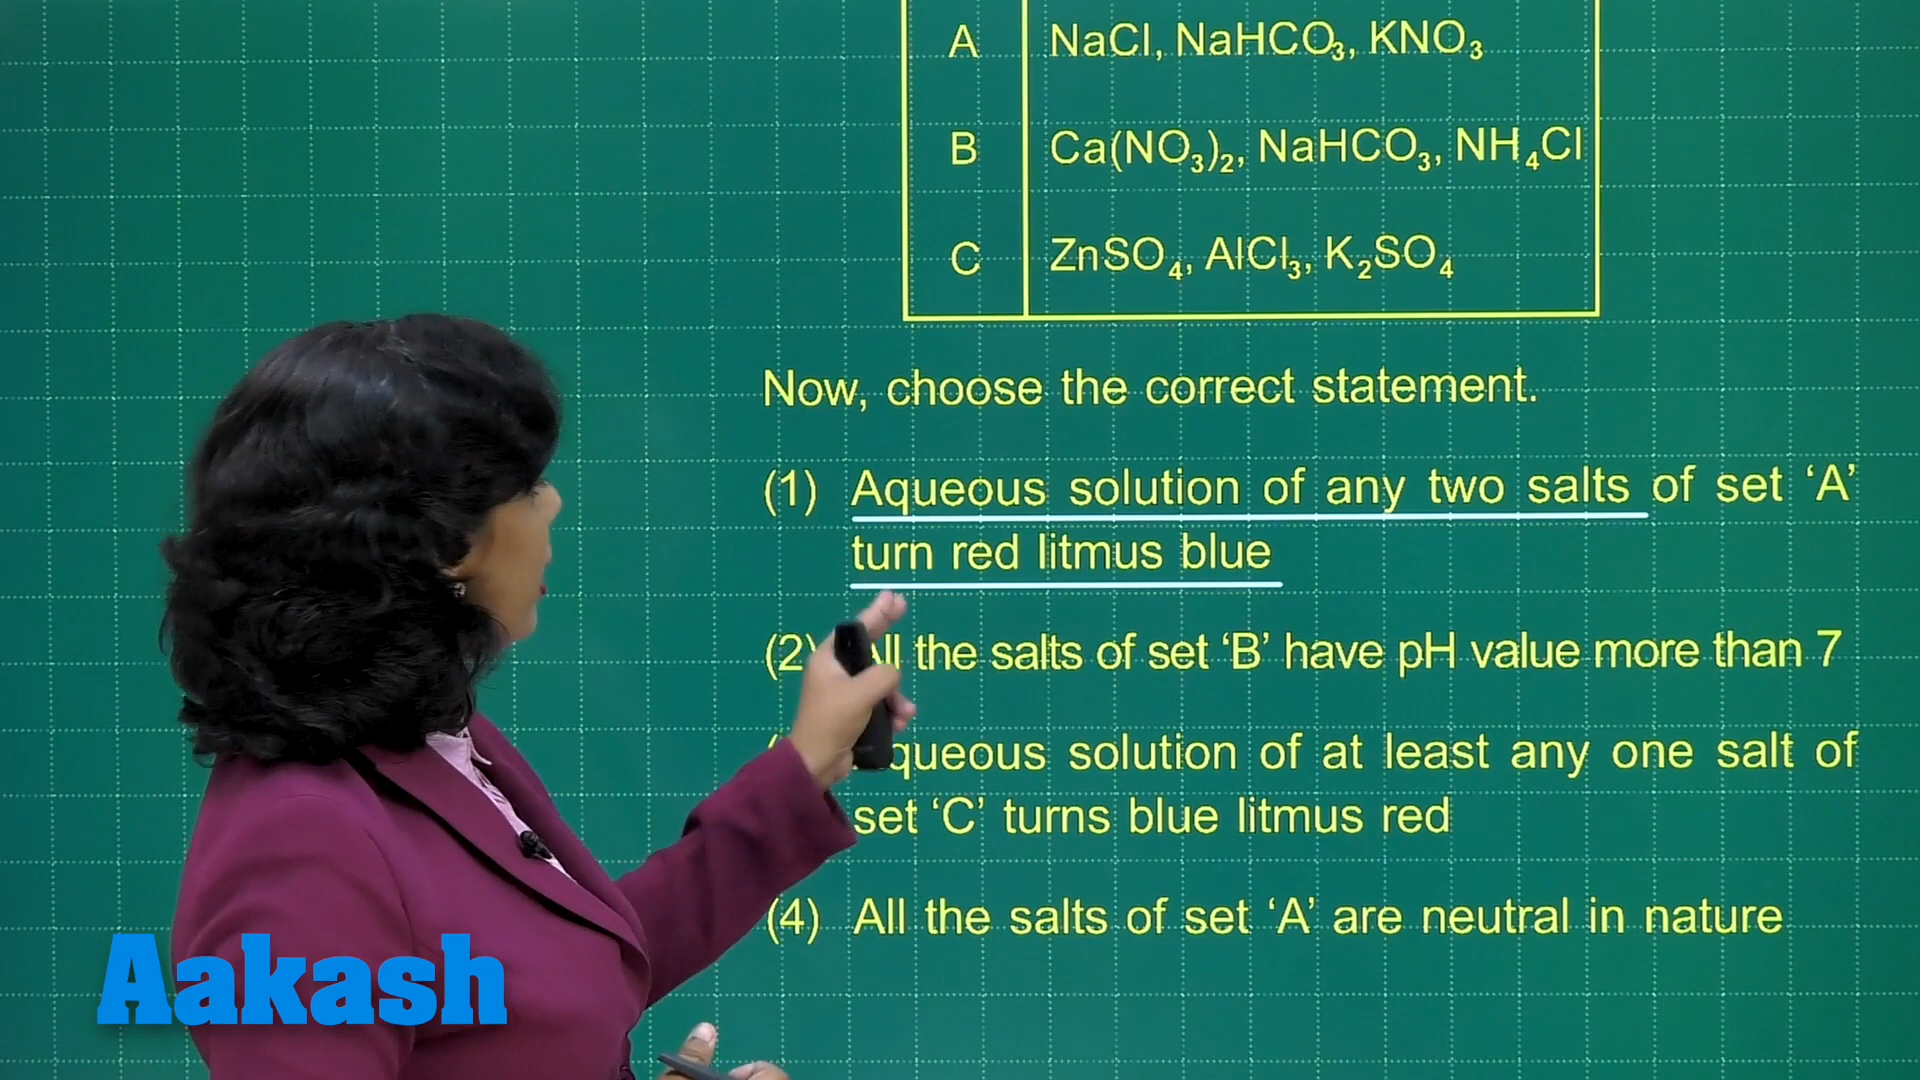 A NaCl, NaHCO₃, KNO₃
B Ca(NO₃)₂, NaHCO₃, NH₄Cl
C ZnSO₄, AlCl₃, K₂SO₄
Now, choose the correct statement.
(1) Aqueous solution of any two salts of set ‘A’
turn red litmus blue
(2) All the salts of set ‘B’ have pH value more than 7
queous solution of at least any one salt of
set ‘C’ turns blue litmus red
(4) All the salts of set ‘A’ are neutral in nature
Aakash